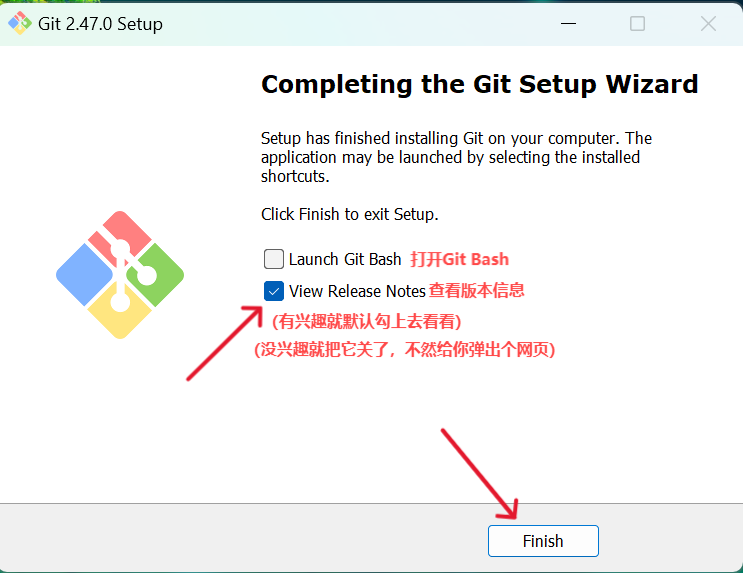 Git 2.47.0 Setup
Completing the Git Setup Wizard
Setup has finished installing Git on your computer. The
application may be launched by selecting the installed
shortcuts.
Click Finish to exit Setup.
Launch Git Bash 打开Git Bash
View Release Notes 查看版本信息
(有兴趣就默认勾上去看看)
(没兴趣就把它关了，不然给你弹出个网页)
Finish